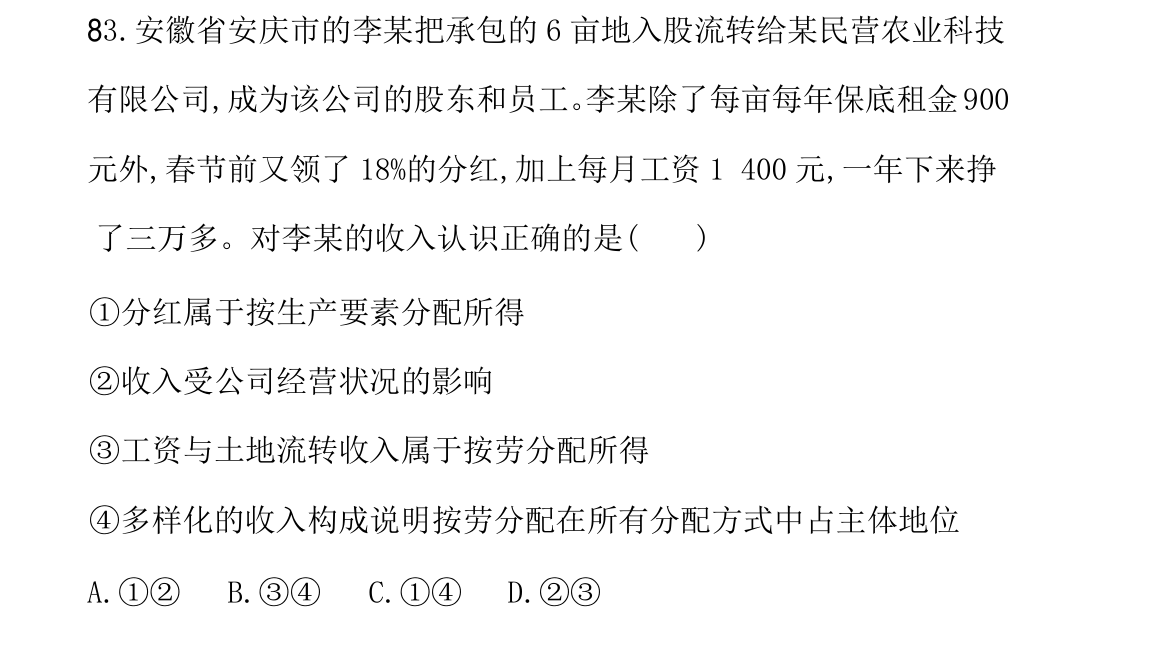 83.安徽省安庆市的李某把承包的 6 亩地入股流转给某民营农业科技
有限公司,成为该公司的股东和员工。李某除了每亩每年保底租金 900
元外,春节前又领了 18%的分红,加上每月工资 1 400 元,一年下来挣
了三万多。对李某的收入认识正确的是(  )
①分红属于按生产要素分配所得
②收入受公司经营状况的影响
③工资与土地流转收入属于按劳分配所得
④多样化的收入构成说明按劳分配在所有分配方式中占主体地位
A.①② B.③④ C.①④ D.②③